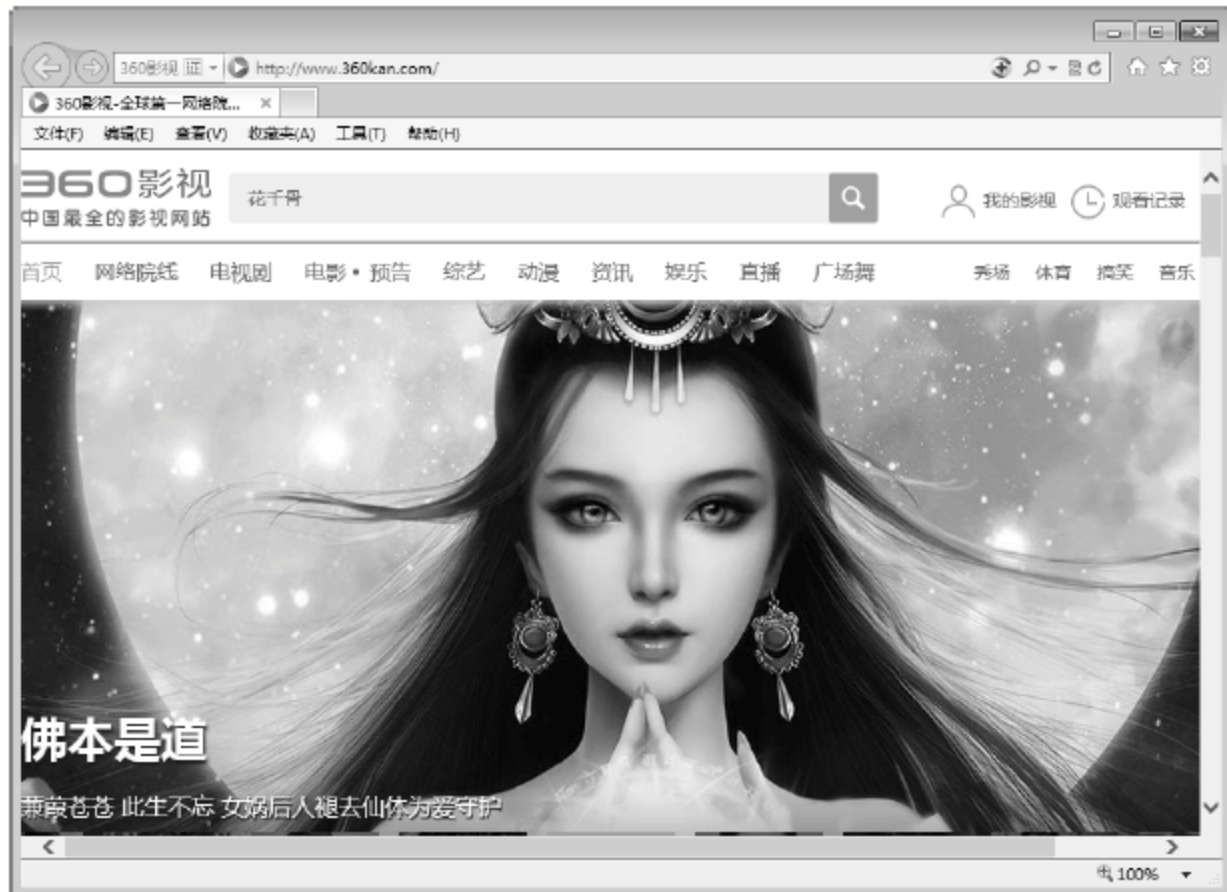 360影视 证 http://www.360kan.com/
360影视-全球第一网络院...
文件(F) 编辑(E) 查看(V) 收藏夹(A) 工具(T) 帮助(H)
360影视
中国最全的影视网站
花千骨
我的影视 观看记录
首页 网络院线 电视剧 电影·预告 综艺 动漫 资讯 娱乐 直播 广场舞 秀场 体育 搞笑 音乐
佛本是道
蒹葭苍苍 此生不忘 女娲后人褪去仙体为爱守护
100%